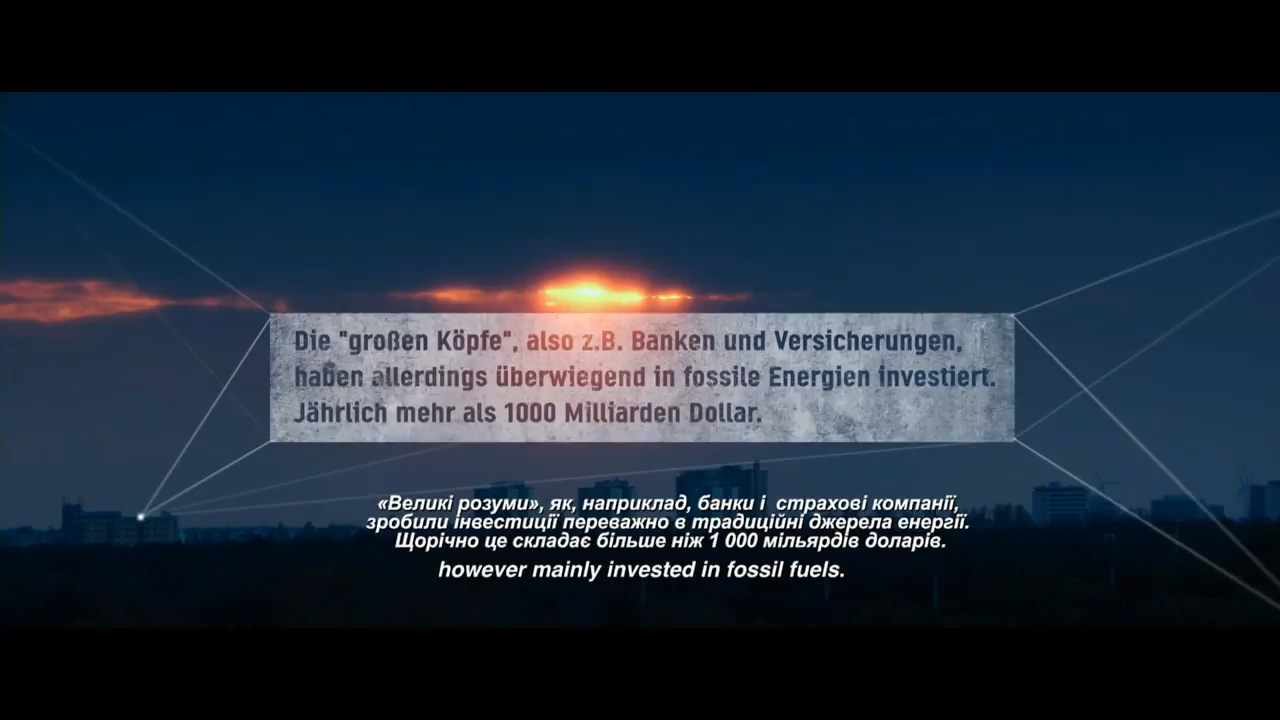 Die "großen Köpfe", also z.B. Banken und Versicherungen,
haben allerdings überwiegend in fossile Energien investiert.
Jährlich mehr als 1000 Milliarden Dollar.
«Великі розуми», як, наприклад, банки і страхові компанії,
зробили інвестиції переважно в традиційні джерела енергії.
Щорічно це складає більше ніж 1 000 мільярдів доларів.
however mainly invested in fossil fuels.